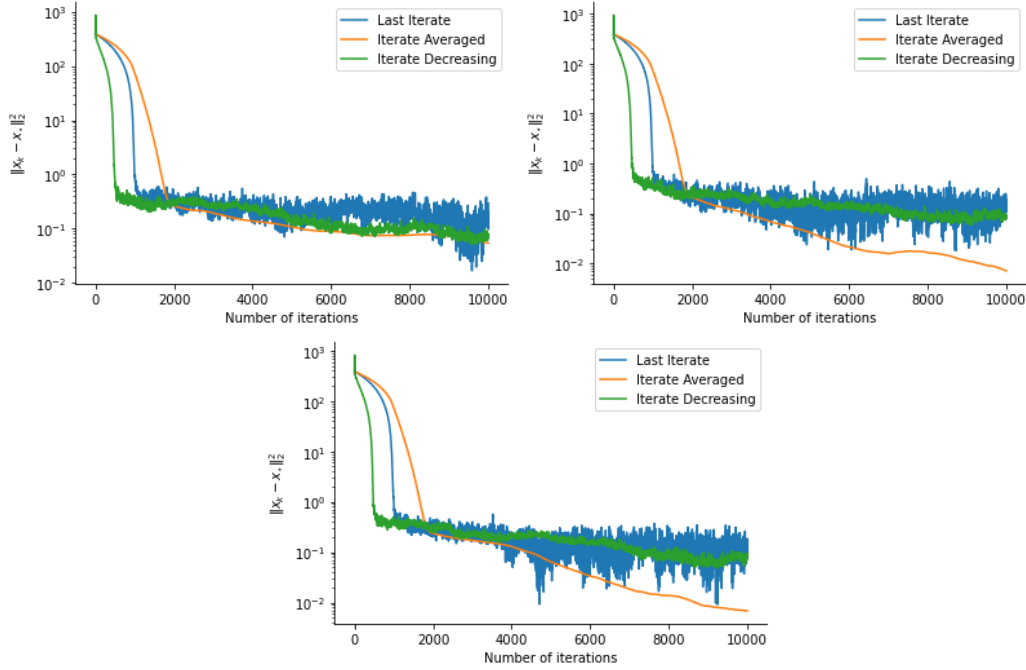 10³
10²
10¹
10⁰
10⁻¹
10⁻²
‖x_k − x_*‖₂²
Last Iterate
Iterate Averaged
Iterate Decreasing
0 2000 4000 6000 8000 10000
Number of iterations
10³
10²
10¹
10⁰
10⁻¹
10⁻²
‖x_k − x_*‖₂²
Last Iterate
Iterate Averaged
Iterate Decreasing
0 2000 4000 6000 8000 10000
Number of iterations
10³
10²
10¹
10⁰
10⁻¹
10⁻²
‖x_k − x_*‖₂²
Last Iterate
Iterate Averaged
Iterate Decreasing
0 2000 4000 6000 8000 10000
Number of iterations